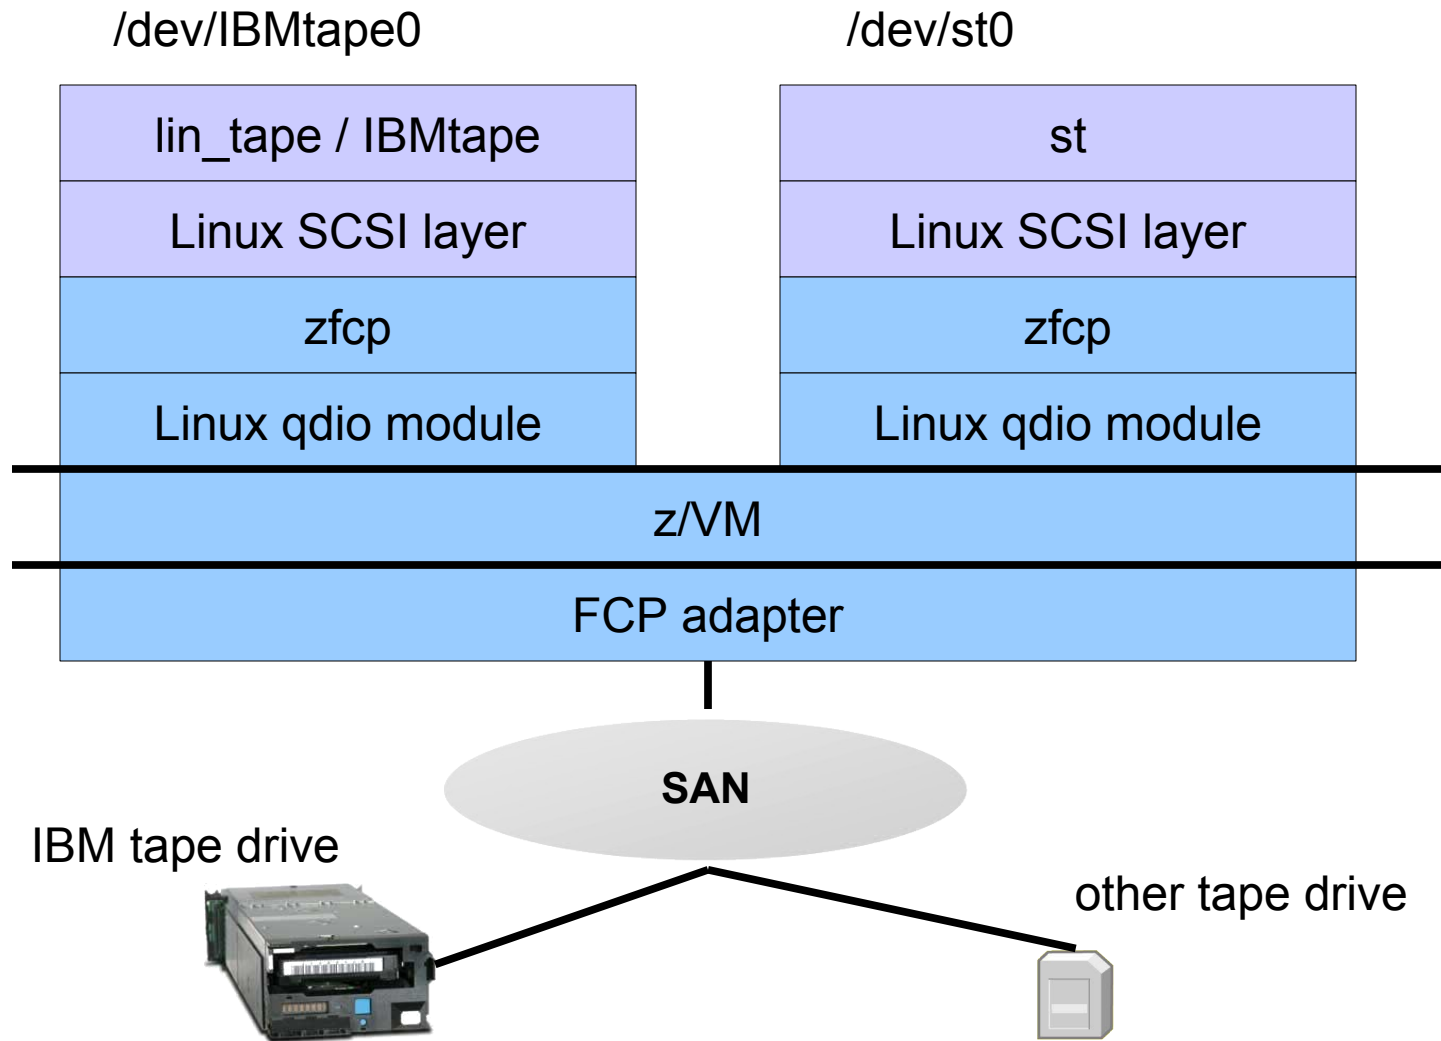 /dev/IBMtape0
/dev/st0
lin_tape / IBMtape
st
Linux SCSI layer
Linux SCSI layer
zfcp
zfcp
Linux qdio module
Linux qdio module
z/VM
FCP adapter
SAN
IBM tape drive
other tape drive